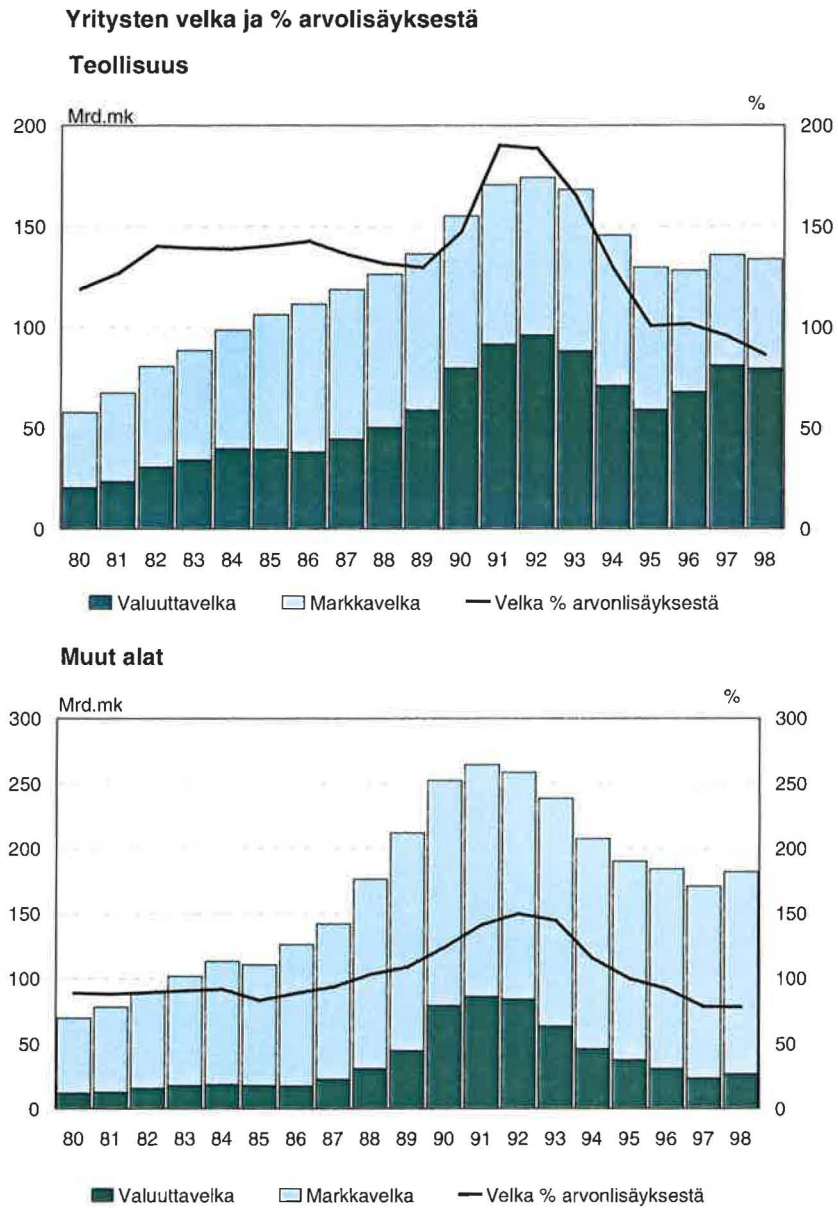 Yritysten velka ja % arvolisäyksestä
Teollisuus
Mrd.mk %
200 200
150 150
100 100
50 50
0 0
80 81 82 83 84 85 86 87 88 89 90 91 92 93 94 95 96 97 98
Valuuttavelka Markkavelka Velka % arvonlisäyksestä
Muut alat
Mrd.mk %
300 300
250 250
200 200
150 150
100 100
50 50
0 0
80 81 82 83 84 85 86 87 88 89 90 91 92 93 94 95 96 97 98
Valuuttavelka Markkavelka Velka % arvonlisäyksestä